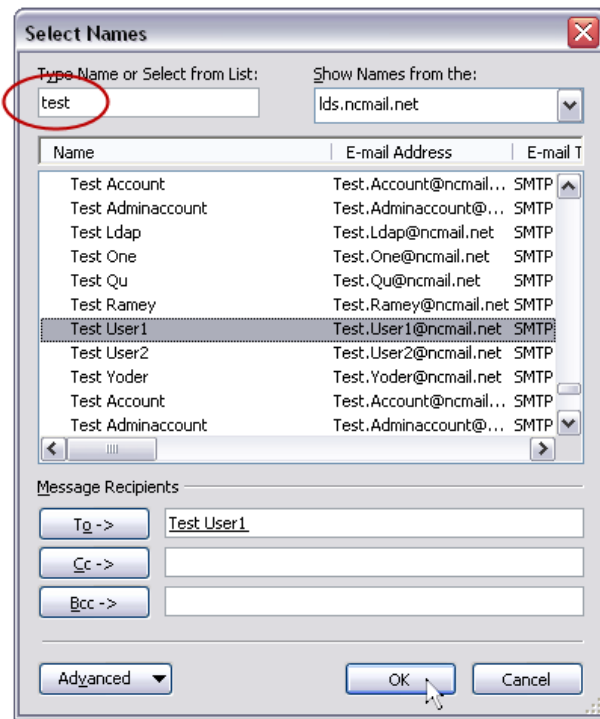 Select Names
Type Name or Select from List: Show Names from the:
test lds.ncmail.net
Name E-mail Address E-mail T
Test Account Test.Account@ncmail... SMTP
Test Adminaccount Test.Adminaccount@... SMTP
Test Ldap Test.Ldap@ncmail.net SMTP
Test One Test.One@ncmail.net SMTP
Test Qu Test.Qu@ncmail.net SMTP
Test Ramey Test.Ramey@ncmail.net SMTP
Test User1 Test.User1@ncmail.net SMTP
Test User2 Test.User2@ncmail.net SMTP
Test Yoder Test.Yoder@ncmail.net SMTP
Test Account Test.Account@ncmail... SMTP
Test Adminaccount Test.Adminaccount@... SMTP
Message Recipients
To -> Test User1
Cc ->
Bcc ->
Advanced OK Cancel